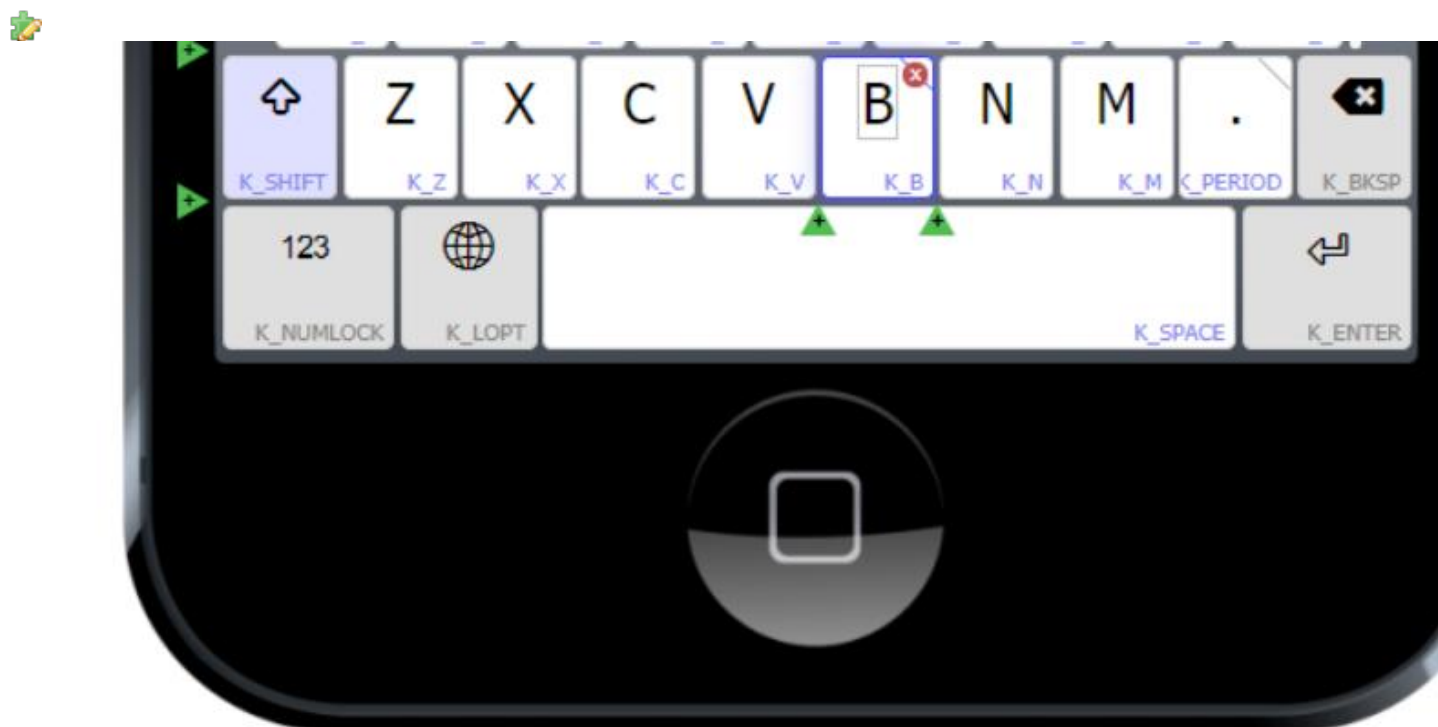 Z X C V B N M .
K_SHIFT K_Z K_X K_C K_V K_B K_N K_M K_PERIOD K_BKSP
123
K_NUMLOCK K_LOPT K_SPACE K_ENTER